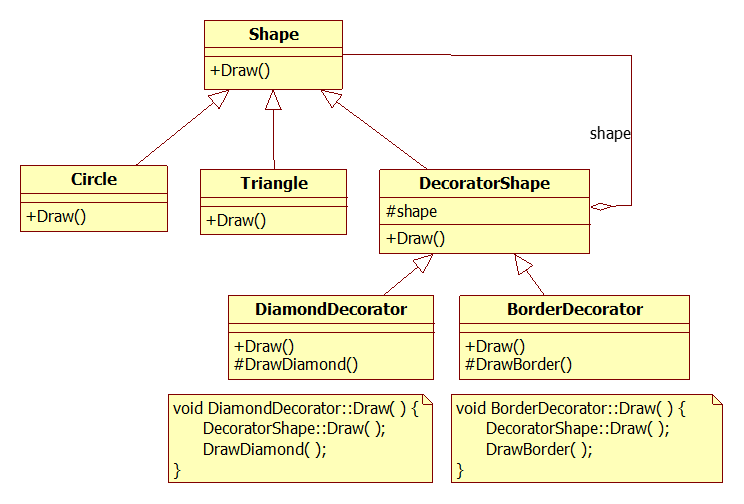 Shape
+Draw()
shape
Circle
+Draw()
Triangle
+Draw()
DecoratorShape
#shape
+Draw()
DiamondDecorator
+Draw()
#DrawDiamond()
BorderDecorator
+Draw()
#DrawBorder()
void DiamondDecorator::Draw( ) {
DecoratorShape::Draw( );
DrawDiamond( );
}
void BorderDecorator::Draw( ) {
DecoratorShape::Draw( );
DrawBorder( );
}